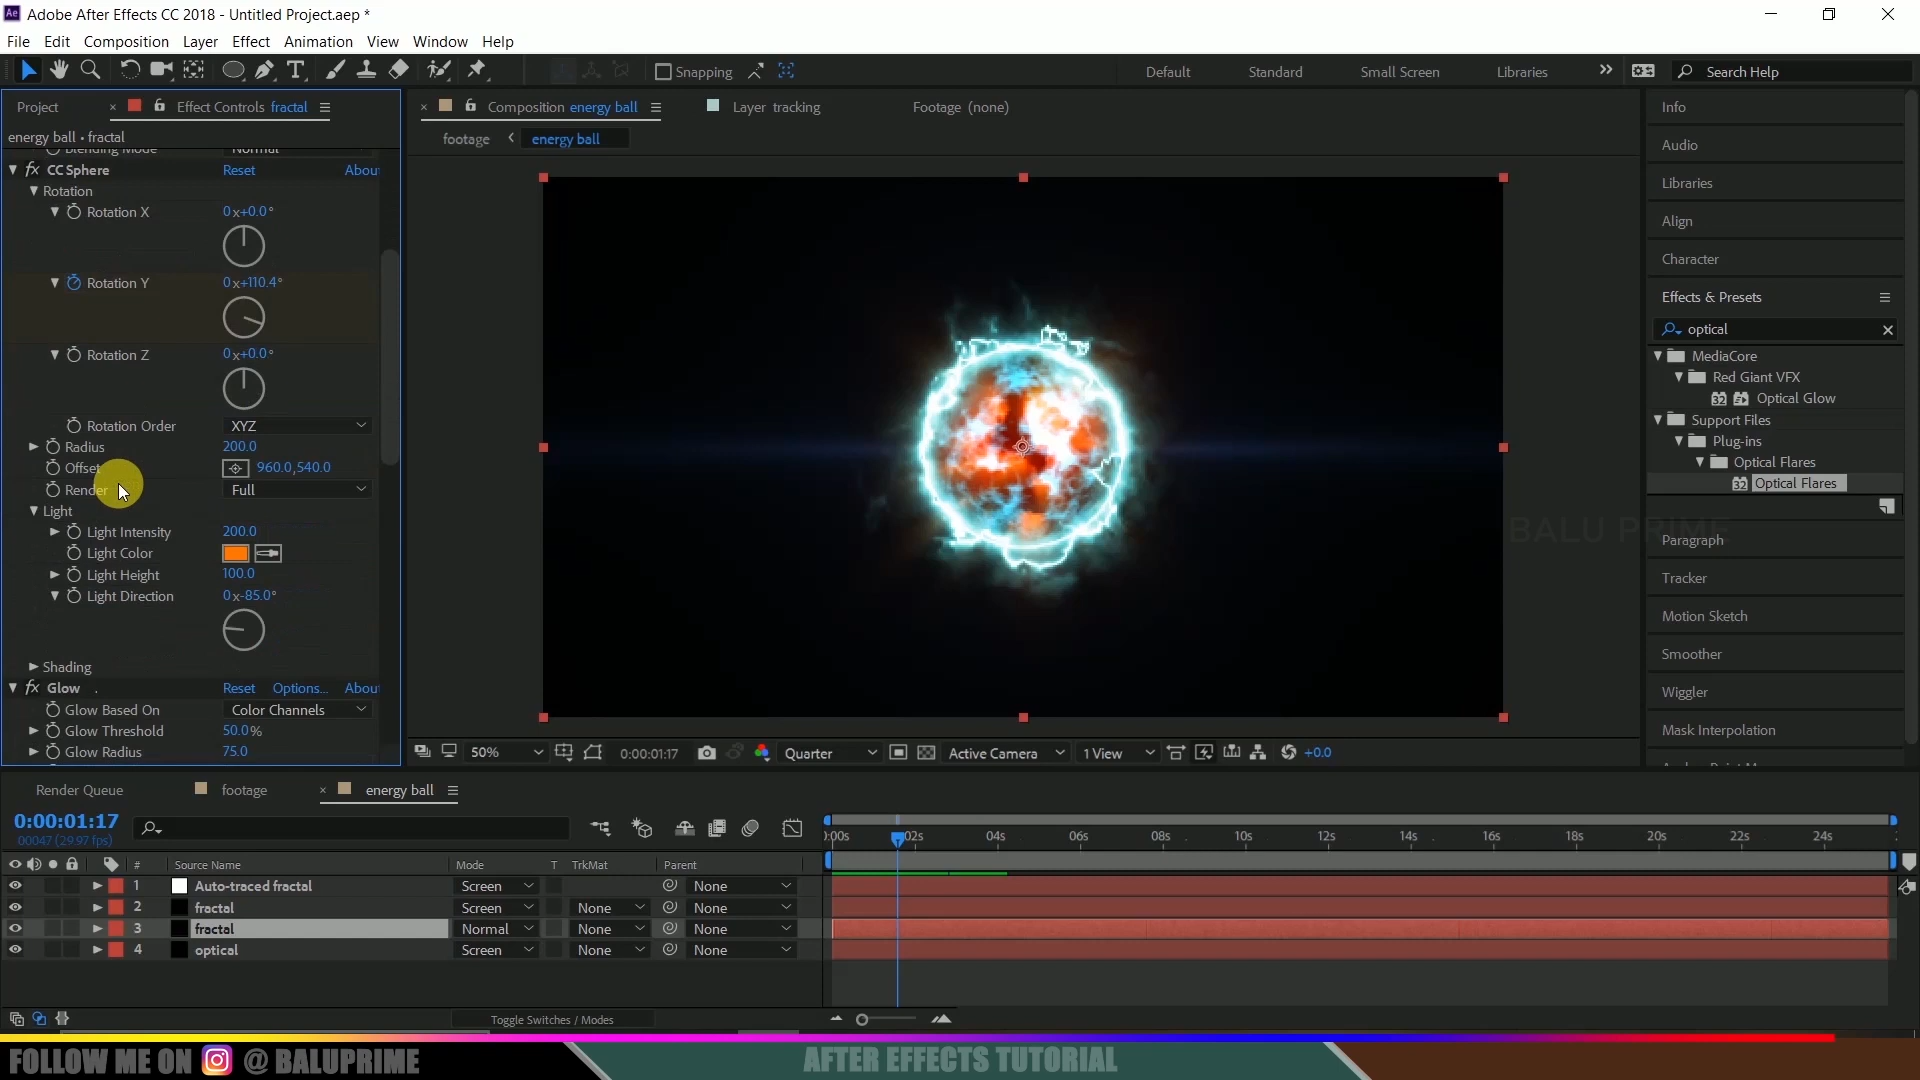 Ae Adobe After Effects CC 2018 - Untitled Project.aep *
File Edit Composition Layer Effect Animation View Window Help
Snapping Default Standard Small Screen Libraries Search Help
Project × Effect Controls fractal × Composition energy ball Layer tracking Footage (none) Info
energy ball • fractal footage energy ball
Blending Mode Normal
Audio
CC Sphere Reset About
Rotation Libraries
Rotation X 0x+0.0°
Align
Character
Rotation Y 0x+110.4° Effects & Presets
optical
Rotation Z 0x+0.0° MediaCore
Red Giant VFX
32 Optical Glow
Rotation Order XYZ Support Files
Radius 200.0 Plug-ins
Offset 960.0,540.0 Optical Flares
Render Full 32 Optical Flares
Light
Light Intensity 200.0 BALU PRIME
Light Color Paragraph
Light Height 100.0 Tracker
Light Direction 0x-85.0°
Motion Sketch
Smoother
Shading
Glow Reset Options... About Wiggler
Glow Based On Color Channels
Glow Threshold 50.0% Mask Interpolation
Glow Radius 75.0 50% 0:00:01:17 Quarter Active Camera 1 View +0.0
Render Queue footage × energy ball
0:00:01:17
00047 (29.97 fps) :00s 02s 04s 06s 08s 10s 12s 14s 16s 18s 20s 22s 24s
# Source Name Mode T TrkMat Parent
1 Auto-traced fractal Screen None
2 fractal Screen None None
3 fractal Normal None None
4 optical Screen None None
Toggle Switches / Modes
FOLLOW ME ON @ BALUPRIME AFTER EFFECTS TUTORIAL